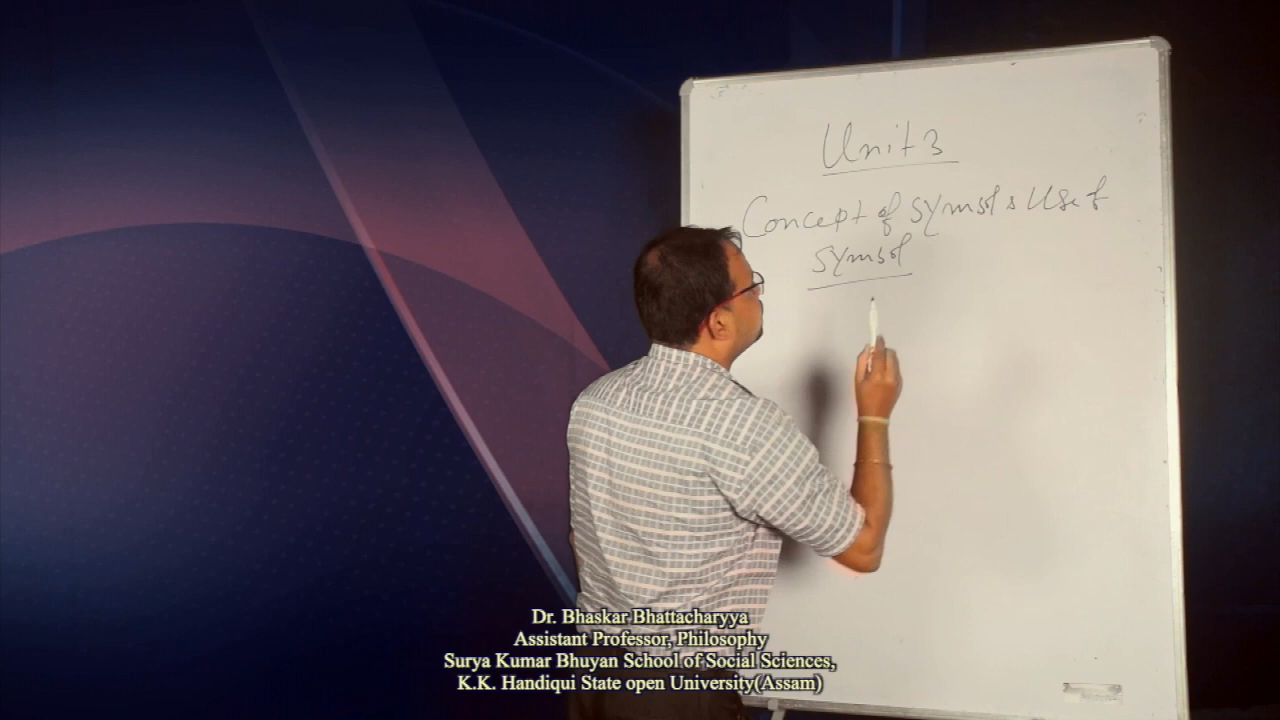 Unit 3
Concept of symbol & Use of
symbol
Dr. Bhaskar Bhattacharyya
Assistant Professor, Philosophy
Surya Kumar Bhuyan School of Social Sciences,
K.K. Handiqui State open University(Assam)